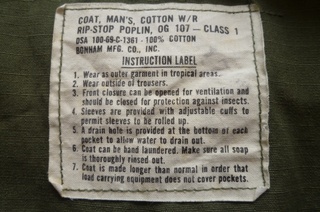 COAT, MAN'S, COTTON W/R
RIP-STOP POPLIN, OG 107 — CLASS 1
DSA 100-69-C-1361 - 100% COTTON
BONHAM MFG. CO., INC.
INSTRUCTION LABEL
1. Wear as outer garment in tropical areas.
2. Wear outside of trousers.
3. Front closure can be opened for ventilation and
should be closed for protection against insects.
4. Sleeves are provided with adjustable cuffs to
permit sleeves to be rolled up.
5. A drain hole is provided at the bottom of each
pocket to allow water to drain out.
6. Coat can be hand laundered. Make sure all soap
is thoroughly rinsed out.
7. Coat is made longer than normal in order that
load carrying equipment does not cover pockets.